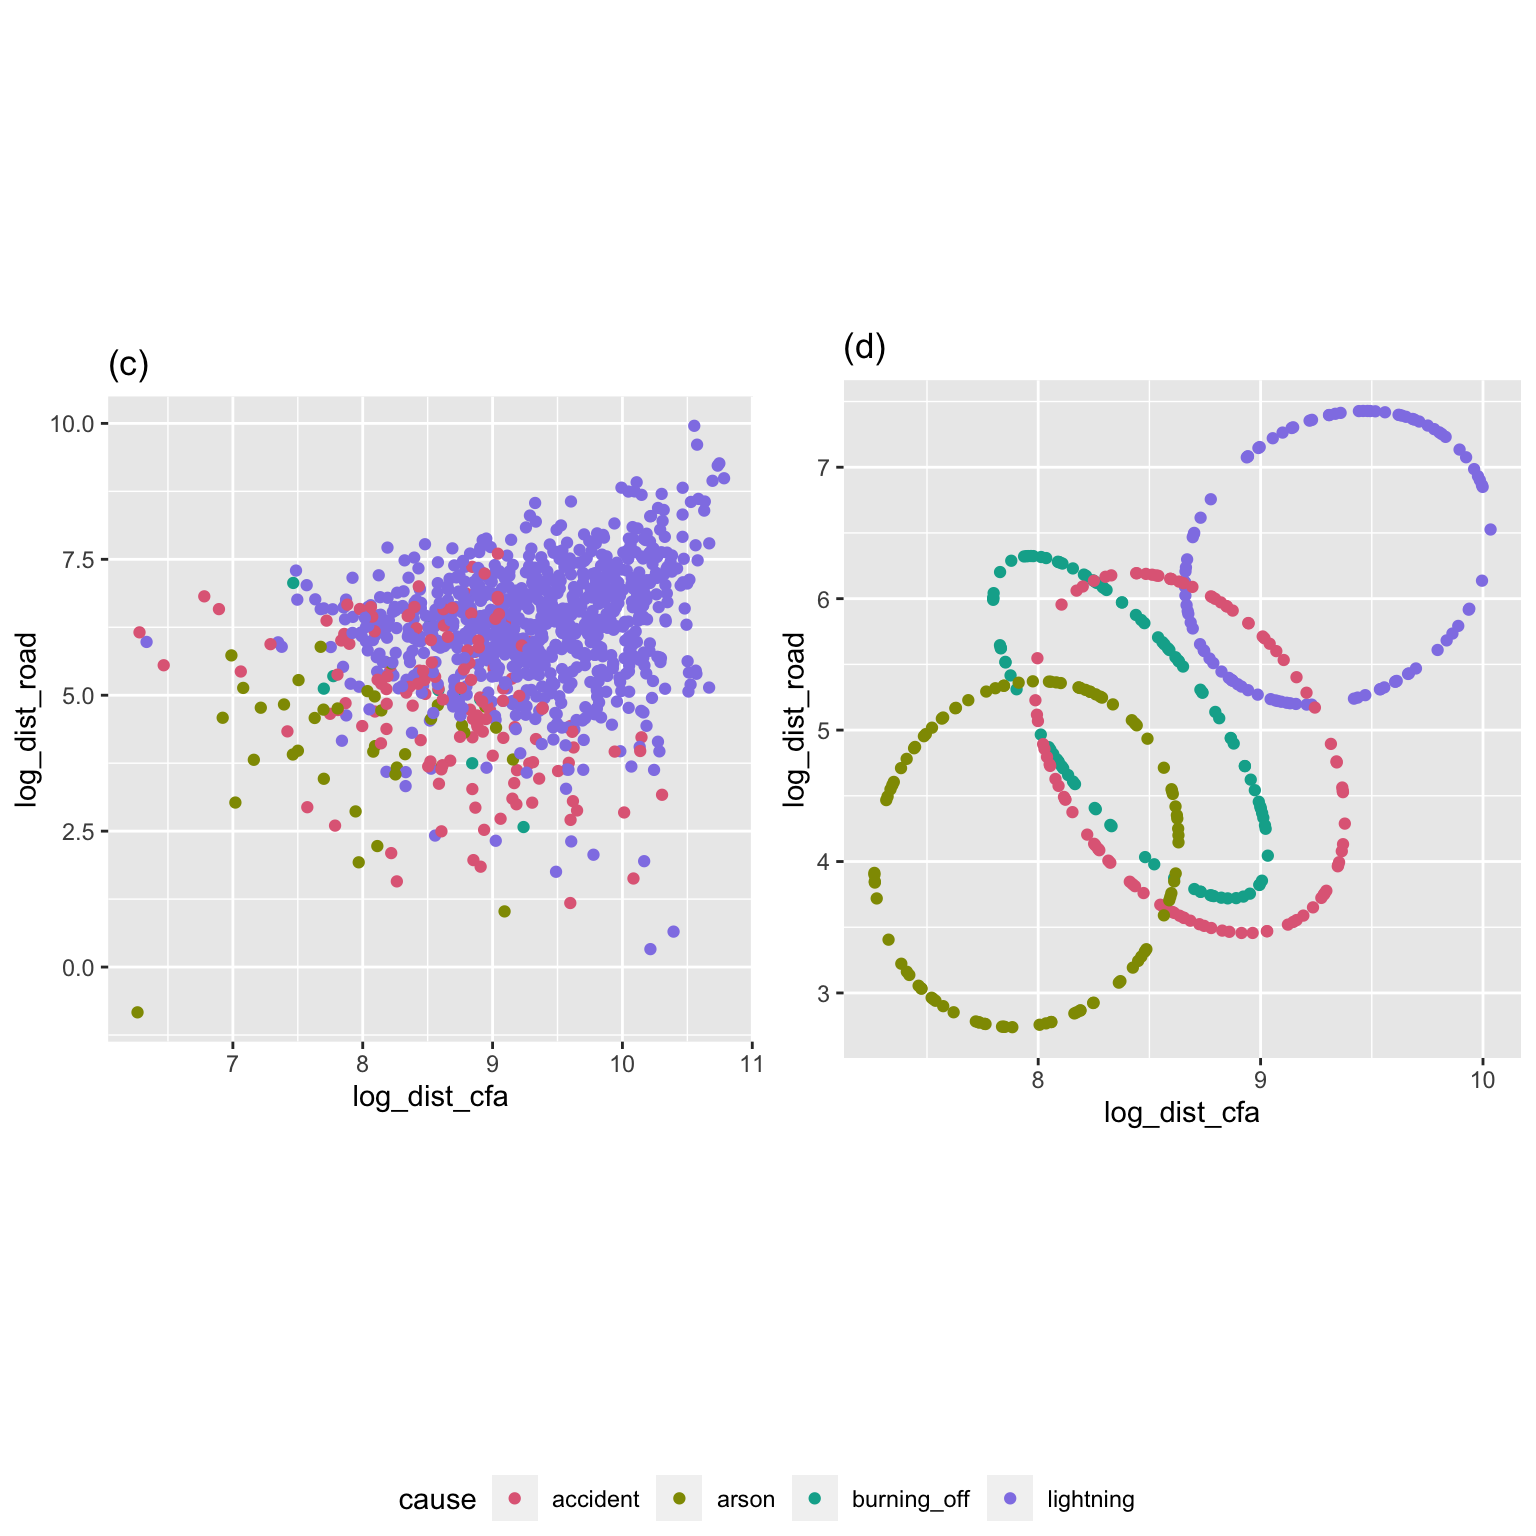 (c)
10.0
7.5
5.0
2.5
0.0
log_dist_road
7 8 9 10 11
log_dist_cfa
(d)
7
6
5
4
3
log_dist_road
8 9 10
log_dist_cfa
cause accident arson burning_off lightning